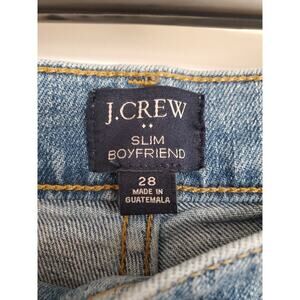 J.CREW
SLIM
BOYFRIEND
28
MADE IN
GUATEMALA